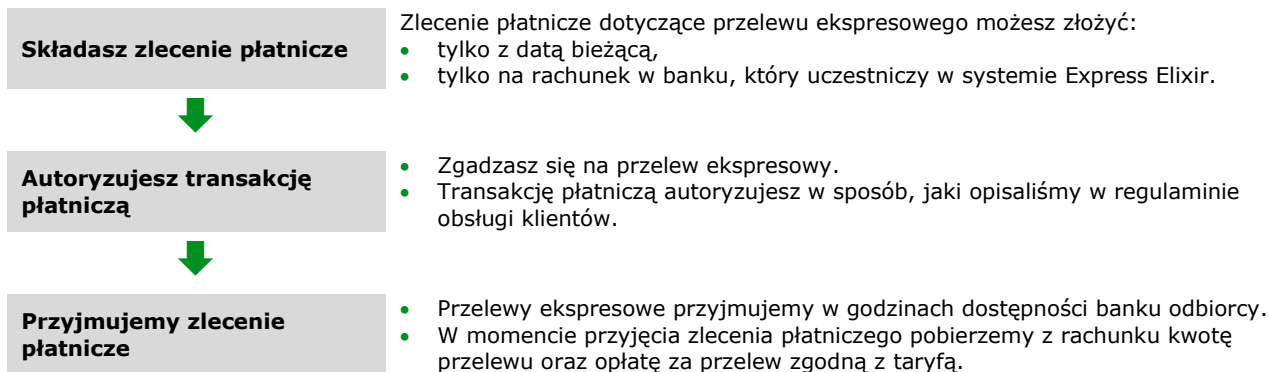 Składasz zlecenie płatnicze
Zlecenie płatnicze dotyczące przelewu ekspresowego możesz złożyć:
• tylko z datą bieżącą,
• tylko na rachunek w banku, który uczestniczy w systemie Express Elixir.
Autoryzujesz transakcję
płatniczą
• Zgadzasz się na przelew ekspresowy.
• Transakcję płatniczą autoryzujesz w sposób, jaki opisaliśmy w regulaminie
obsługi klientów.
Przyjmujemy zlecenie
płatnicze
• Przelewy ekspresowe przyjmujemy w godzinach dostępności banku odbiorcy.
• W momencie przyjęcia zlecenia płatniczego pobierzemy z rachunku kwotę
przelewu oraz opłatę za przelew zgodną z taryfą.